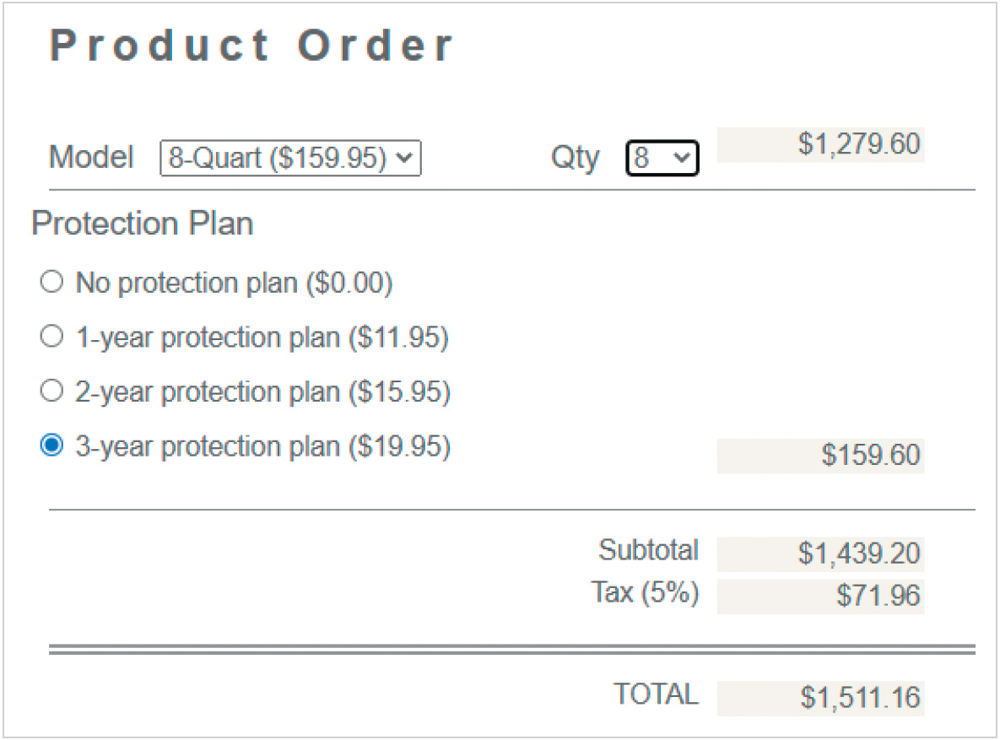 Product Order
Model 8-Quart ($159.95) Qty 8 $1,279.60
Protection Plan
No protection plan ($0.00)
1-year protection plan ($11.95)
2-year protection plan ($15.95)
3-year protection plan ($19.95) $159.60
Subtotal $1,439.20
Tax (5%) $71.96
TOTAL $1,511.16